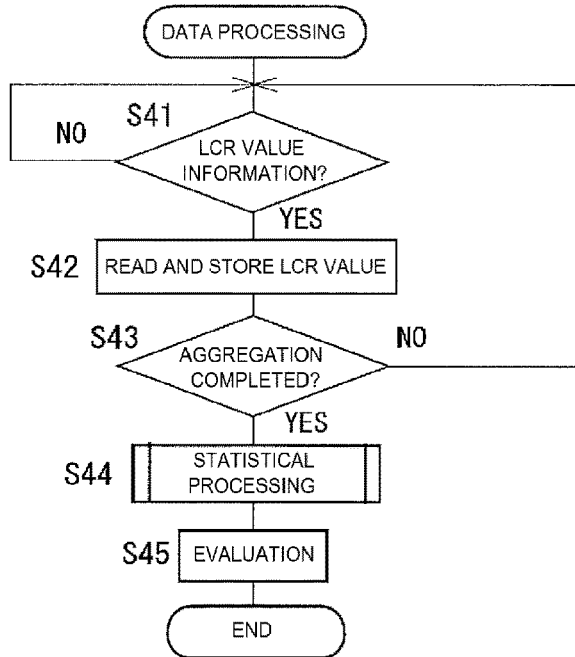 DATA PROCESSING
S41
NO
LCR VALUE
INFORMATION?
YES
S42
READ AND STORE LCR VALUE
S43
NO
AGGREGATION
COMPLETED?
YES
S44
STATISTICAL
PROCESSING
S45
EVALUATION
END